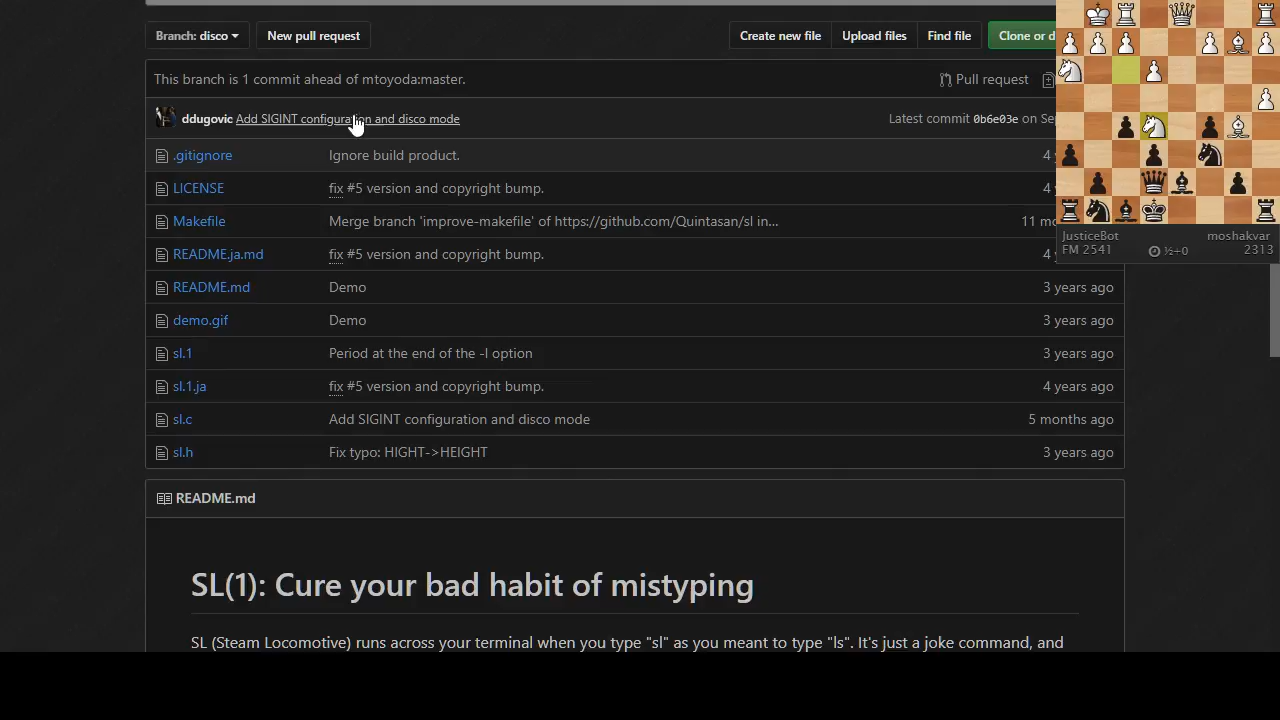 Branch: disco
New pull request
Create new file
Upload files
Find file
Clone or d
This branch is 1 commit ahead of mtoyoda:master.
Pull request
ddugovic Add SIGINT configuration and disco mode
Latest commit 0b6e03e on Sep
.gitignore Ignore build product. 4 y
LICENSE fix #5 version and copyright bump. 4 y
Makefile Merge branch 'improve-makefile' of https://github.com/Quintasan/sl in... 11 mo
README.ja.md fix #5 version and copyright bump. 4 y
README.md Demo 3 years ago
demo.gif Demo 3 years ago
sl.1 Period at the end of the -l option 3 years ago
sl.1.ja fix #5 version and copyright bump. 4 years ago
sl.c Add SIGINT configuration and disco mode 5 months ago
sl.h Fix typo: HIGHT->HEIGHT 3 years ago
README.md
SL(1): Cure your bad habit of mistyping
SL (Steam Locomotive) runs across your terminal when you type "sl" as you meant to type "ls". It's just a joke command, and
JusticeBot moshakvar
FM 2541 ½+0 2313